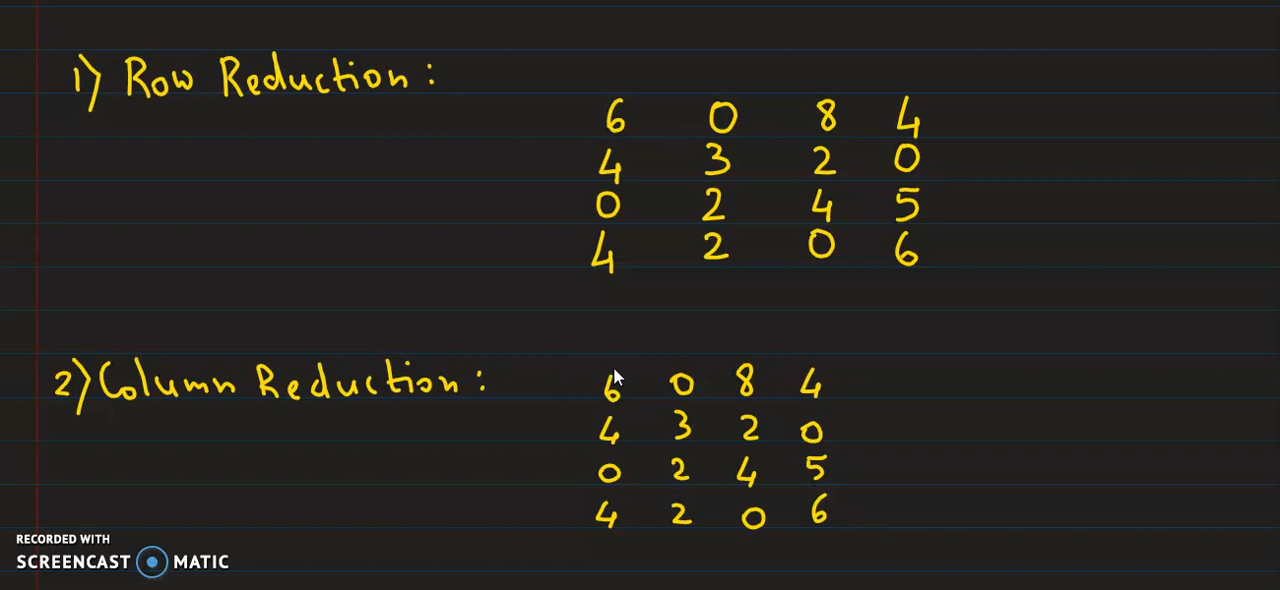 1) Row Reduction:
6 0 8 4
4 3 2 0
0 2 4 5
4 2 0 6
2) Column Reduction:
6 0 8 4
4 3 2 0
0 2 4 5
4 2 0 6
RECORDED WITH
SCREENCAST MATIC